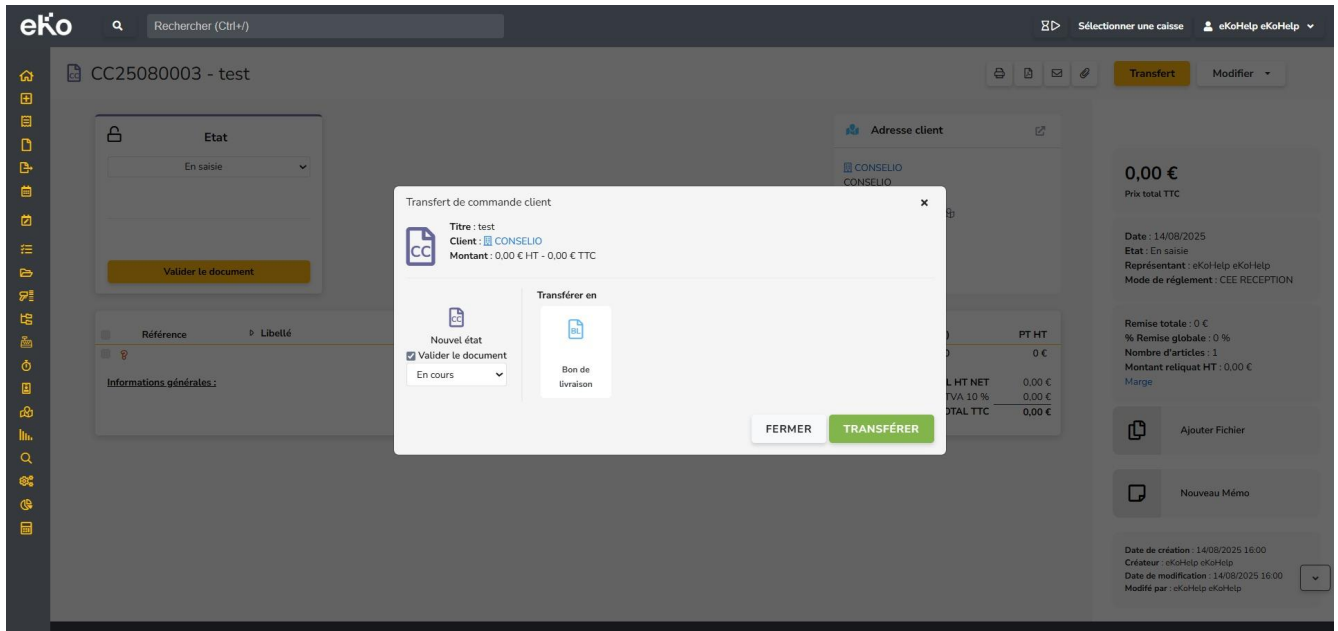 eKo
Rechercher (Ctrl+/)
Sélectionner une caisse
eKoHelp eKoHelp
CC25080003 - test
Transfert
Modifier
Etat
En saisie
Valider le document
Adresse client
CONSELIO
CONSELIO
0,00 €
Prix total TTC
Date : 14/08/2025
Etat : En saisie
Représentant : eKoHelp eKoHelp
Mode de réglement : CEE RECEPTION
Transfert de commande client
CC
Titre : test
Client : CONSELIO
Montant : 0,00 € HT - 0,00 € TTC
CC
Nouvel état
Valider le document
En cours
Transférer en
BL
Bon de
livraison
FERMER
TRANSFÉRER
Référence
Libellé
PT HT
0 €
Informations générales :
L HT NET 0,00 €
TVA 10 % 0,00 €
OTAL TTC 0,00 €
Remise totale : 0 €
% Remise globale : 0 %
Nombre d'articles : 1
Montant reliquat HT : 0,00 €
Marge
Ajouter Fichier
Nouveau Mémo
Date de création : 14/08/2025 16:00
Créateur : eKoHelp eKoHelp
Date de modification : 14/08/2025 16:00
Modifé par : eKoHelp eKoHelp